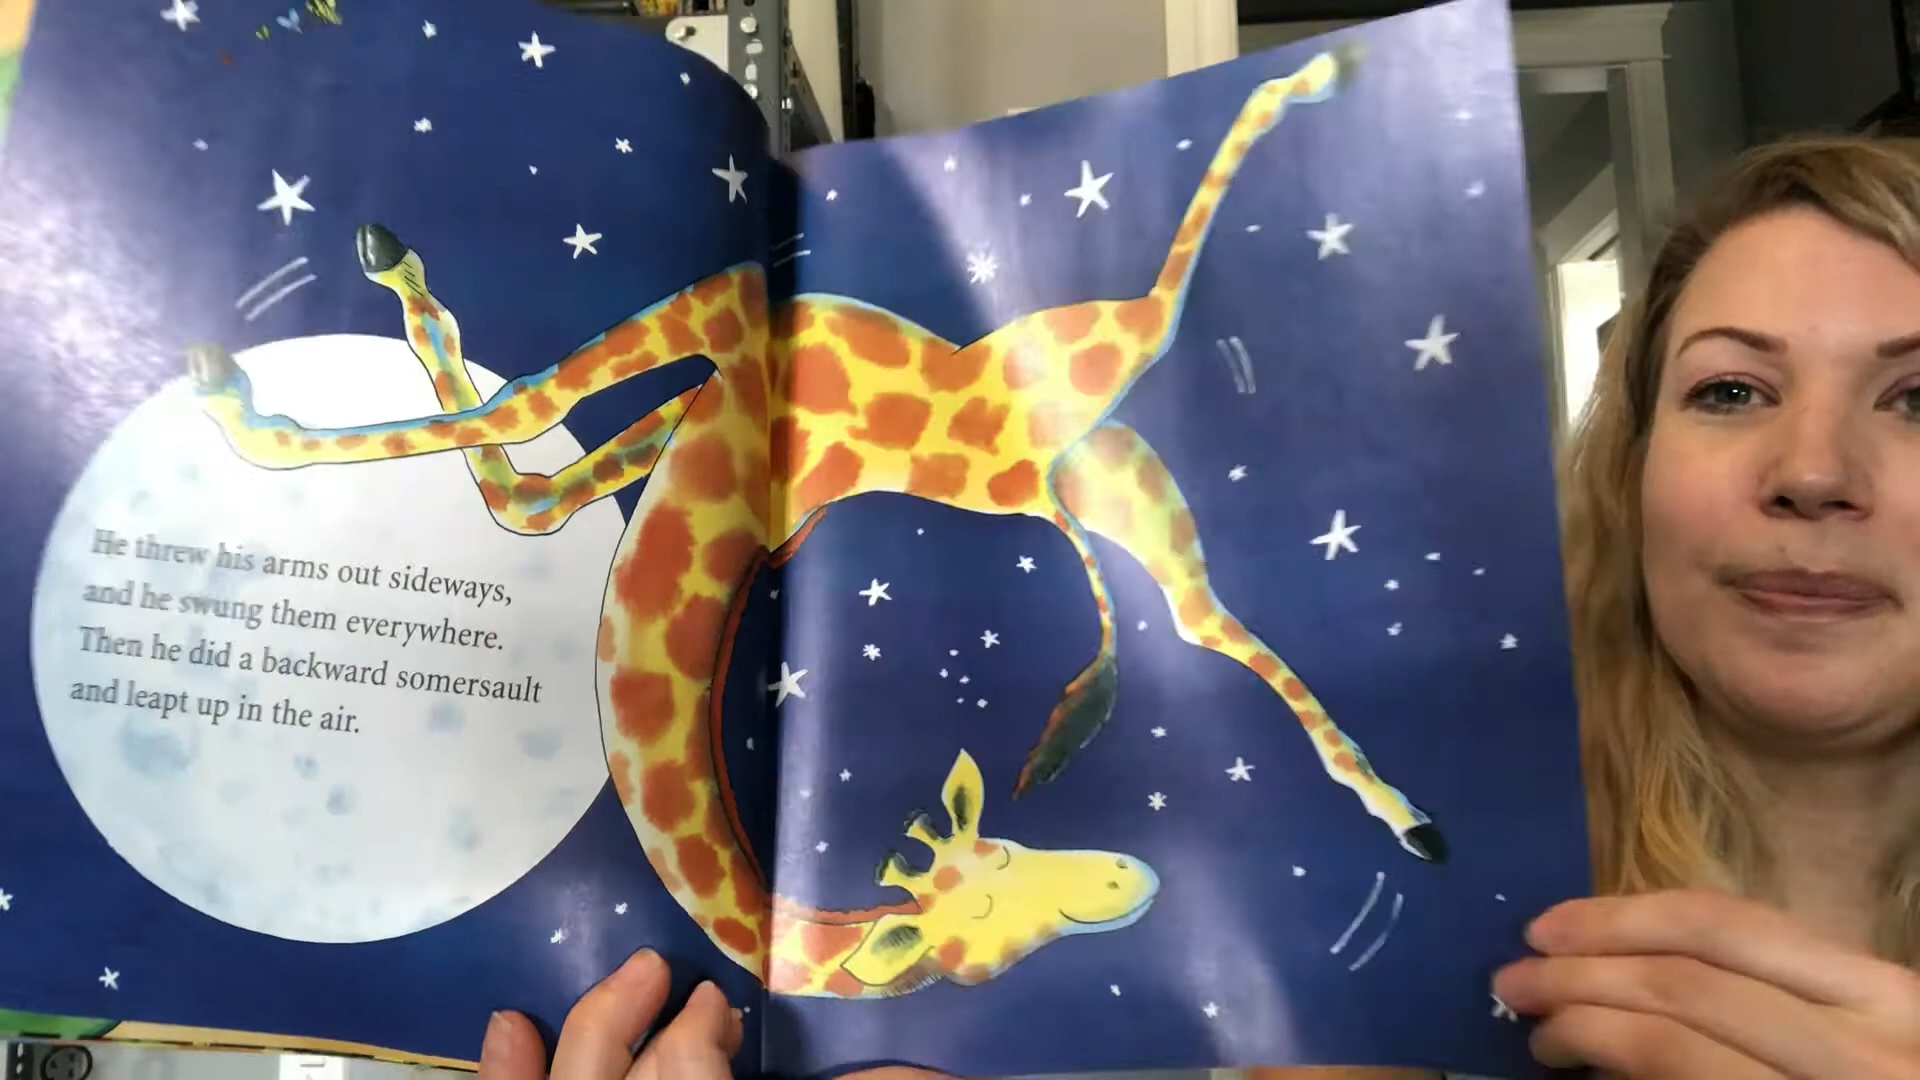 He threw his arms out sideways,
and he swung them everywhere.
Then he did a backward somersault
and leapt up in the air.